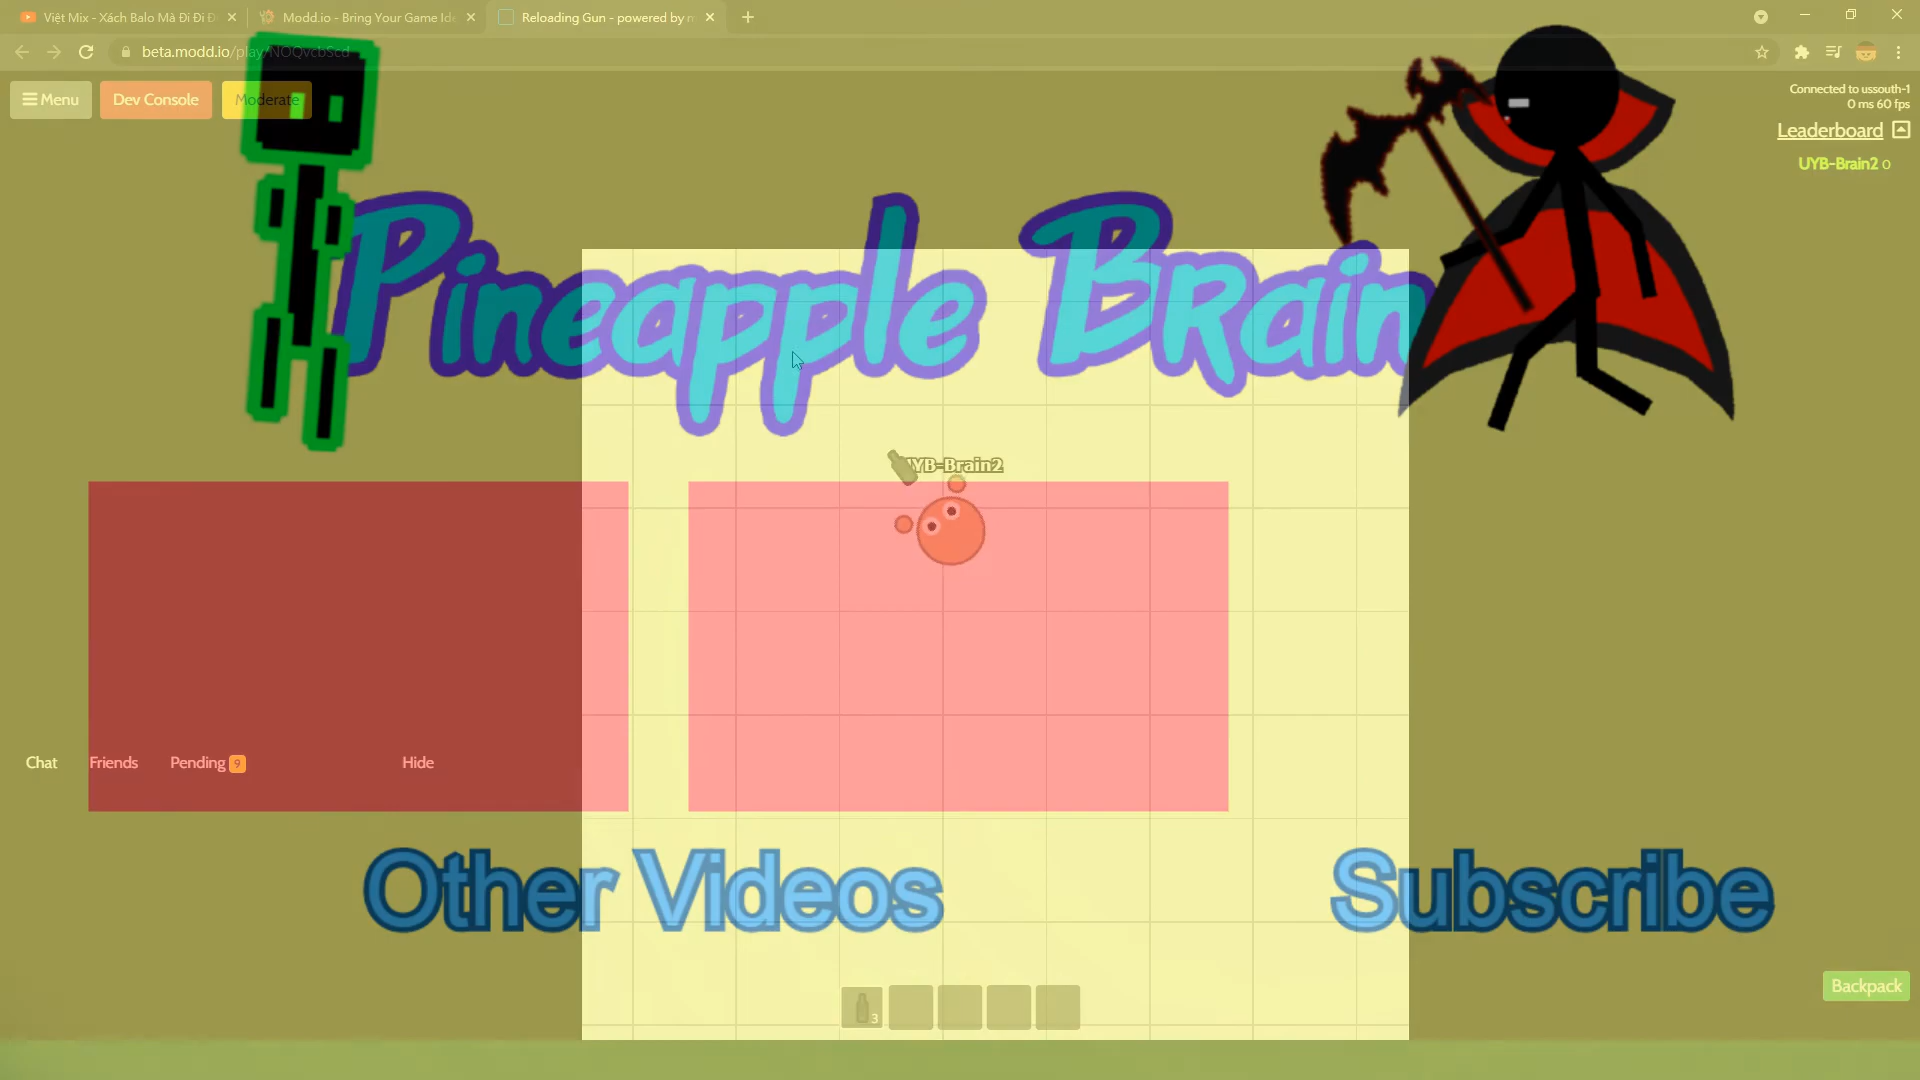 Việt Mix - Xách Balo Mà Đi Đi Đ
Modd.io - Bring Your Game Ide
Reloading Gun - powered by m
beta.modd.io/play/NOQvcbScd
Menu
Dev Console
Moderate
Connected to ussouth-1
0 ms 60 fps
Leaderboard
UYB-Brain2 0
Pineapple Brain
UYB-Brain2
Chat
Friends
Pending 9
Hide
Other Videos
Subscribe
Backpack
3